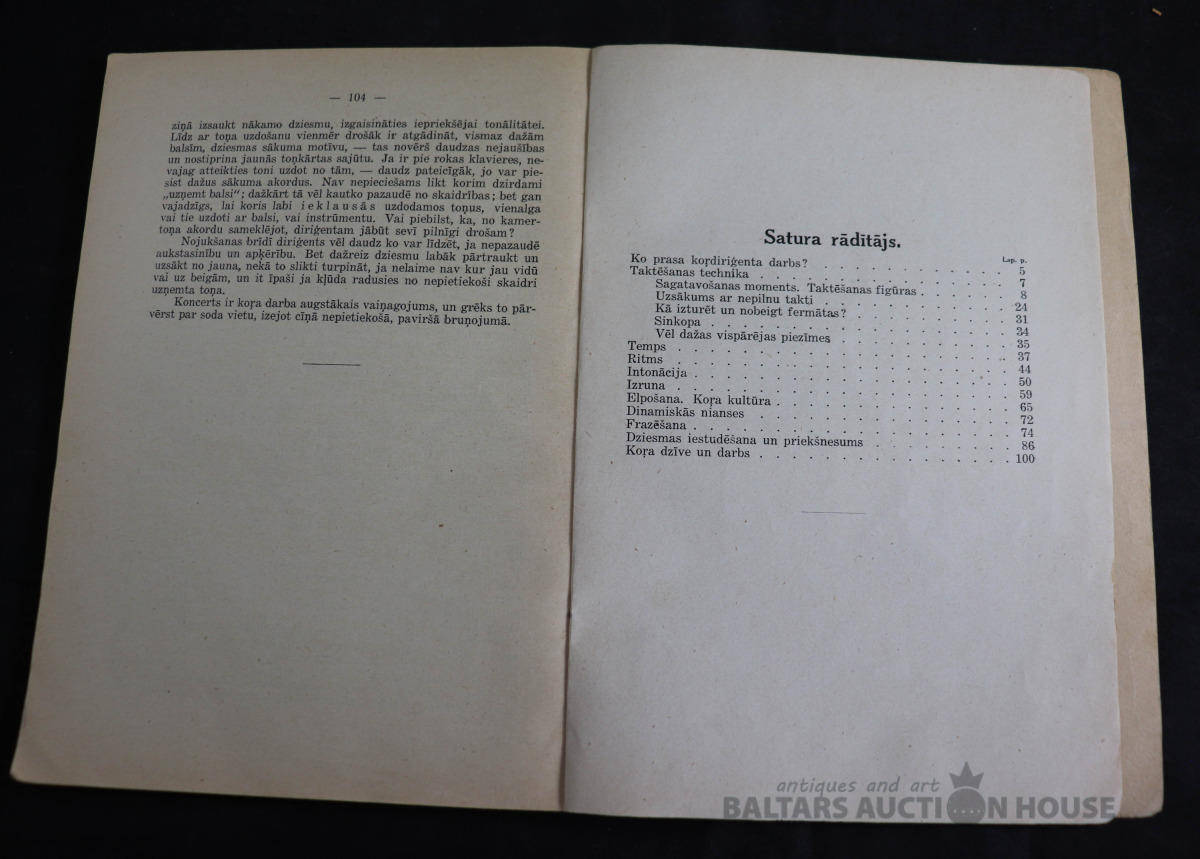 — 104 —
ziņā izsaukt nākamo dziesmu, izgaisināties iepriekšējai tonālitātei.
Līdz ar toņa uzdošanu vienmēr drošāk ir atgādināt, vismaz dažām
balsīm, dziesmas sākuma motīvu, — tas novērš daudzas nejaušības
un nostiprina jaunās toņkārtas sajūtu. Ja ir pie rokas klavieres, ne-
vajag atteikties toni uzdot no tām, — daudz pateicīgāk, jo var pie-
sist dažus sākuma akordus. Nav nepieciešams likt korim dzirdami
„uzņemt balsi“; dažkārt tā vēl kautko pazaudē no skaidrības; bet gan
vajadzīgs, lai koris labi ieklausās uzdodamos toņus, vienalga
vai tie uzdoti ar balsi, vai instrūmentu. Vai piebilst, ka, no kamer-
toņa akordu sameklējot, diriģentam jābūt sevī pilnīgi drošam?
Nojukšanas brīdī diriģents vēl daudz ko var līdzēt, ja nepazaudē
aukstasinību un apķērību. Bet dažreiz dziesmu labāk pārtraukt un
uzsākt no jauna, nekā to slikti turpināt, ja nelaime nav kur jau vidū
vai uz beigām, un it īpaši ja kļūda radusies no nepietiekoši skaidri
uzņemta toņa.
Koncerts ir koŗa darba augstākais vaiņagojums, un grēks to pār-
vērst par soda vietu, izejot cīņā nepietiekošā, paviršā bruņojumā.
Satura rādītājs.
Lap. p.
Ko prasa koŗdiriģenta darbs? . . . . . . . . . . . . 5
Taktēšanas technika . . . . . . . . . . . . . . . 7
Sagatavošanas moments. Taktēšanas figūras . . . . . . 8
Uzsākums ar nepilnu takti . . . . . . . . . . . . 24
Kā izturēt un nobeigt fermātas? . . . . . . . . . . 31
Sinkopa . . . . . . . . . . . . . . . . . . 34
Vēl dažas vispārējas piezīmes . . . . . . . . . . . 35
Temps . . . . . . . . . . . . . . . . . . . 37
Ritms . . . . . . . . . . . . . . . . . . . 44
Intonācija . . . . . . . . . . . . . . . . . . 50
Izruna . . . . . . . . . . . . . . . . . . . 59
Elpošana. Koŗa kultūra . . . . . . . . . . . . . . 65
Dinamiskās nianses . . . . . . . . . . . . . . . 72
Frazēšana . . . . . . . . . . . . . . . . . . 74
Dziesmas iestudēšana un priekšnesums . . . . . . . . . 86
Koŗa dzīve un darbs . . . . . . . . . . . . . . . 100
antiques and art
BALTARS AUCTION HOUSE